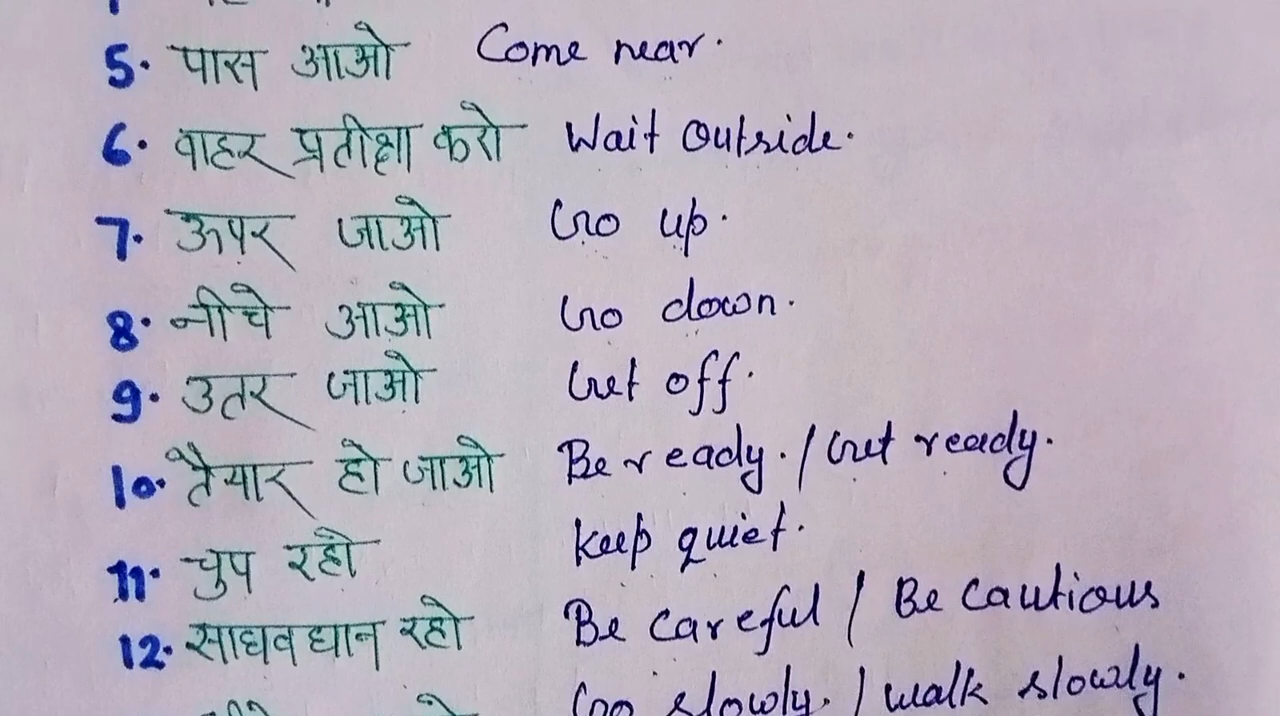 5. पास आओ Come near.
6. वाहर प्रतीक्षा करो Wait outside.
7. ऊपर जाओ Go up.
8. नीचे आओ Go down.
9. उतर जाओ Get off.
10. तैयार हो जाओ Be ready. / Get ready.
11. चुप रहो keep quiet.
12. साघवधान रहो Be careful / Be cautious
Go slowly. / walk slowly.